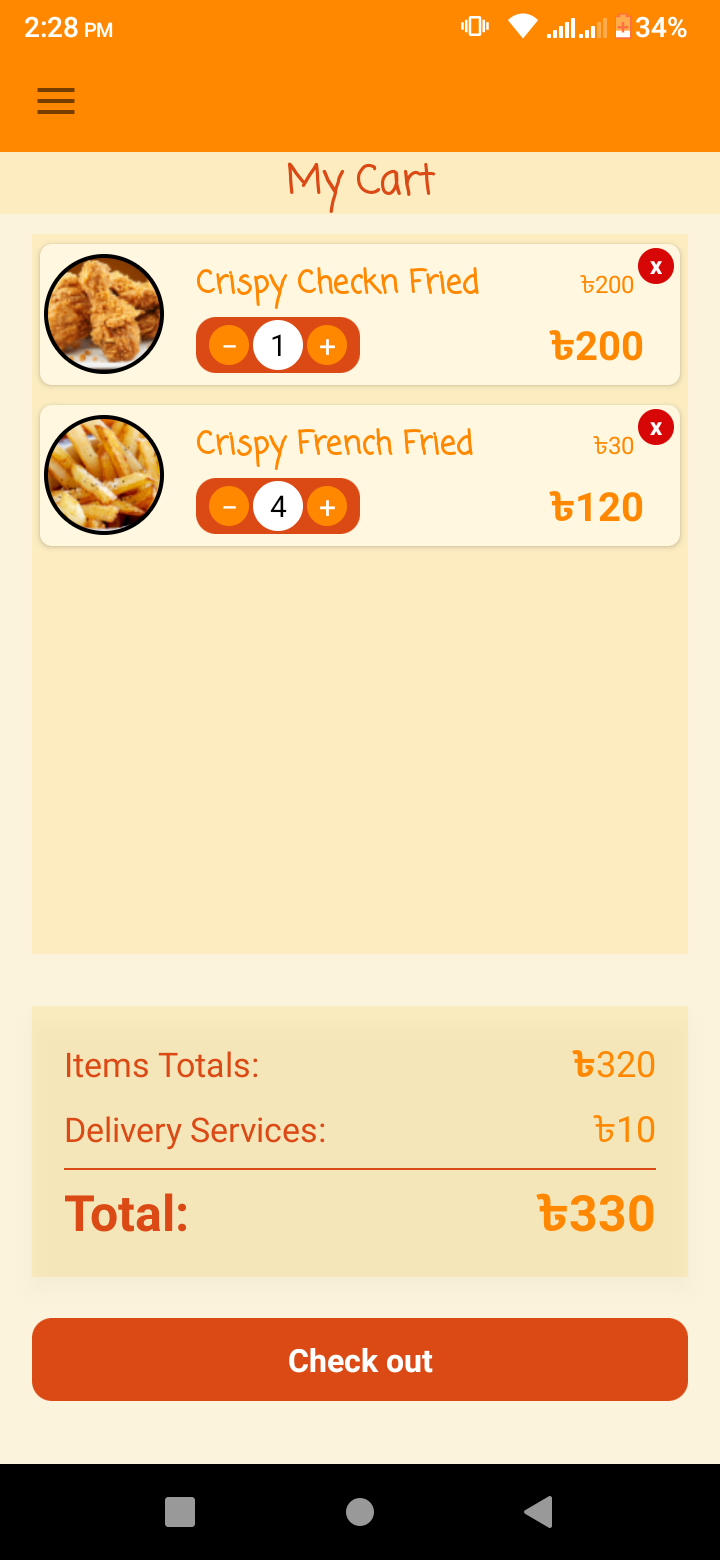 2:28 PM 34%
My Cart
Crispy Checkn Fried ৳200 x
− 1 + ৳200
Crispy French Fried ৳30 x
− 4 + ৳120
Items Totals: ৳320
Delivery Services: ৳10
Total: ৳330
Check out